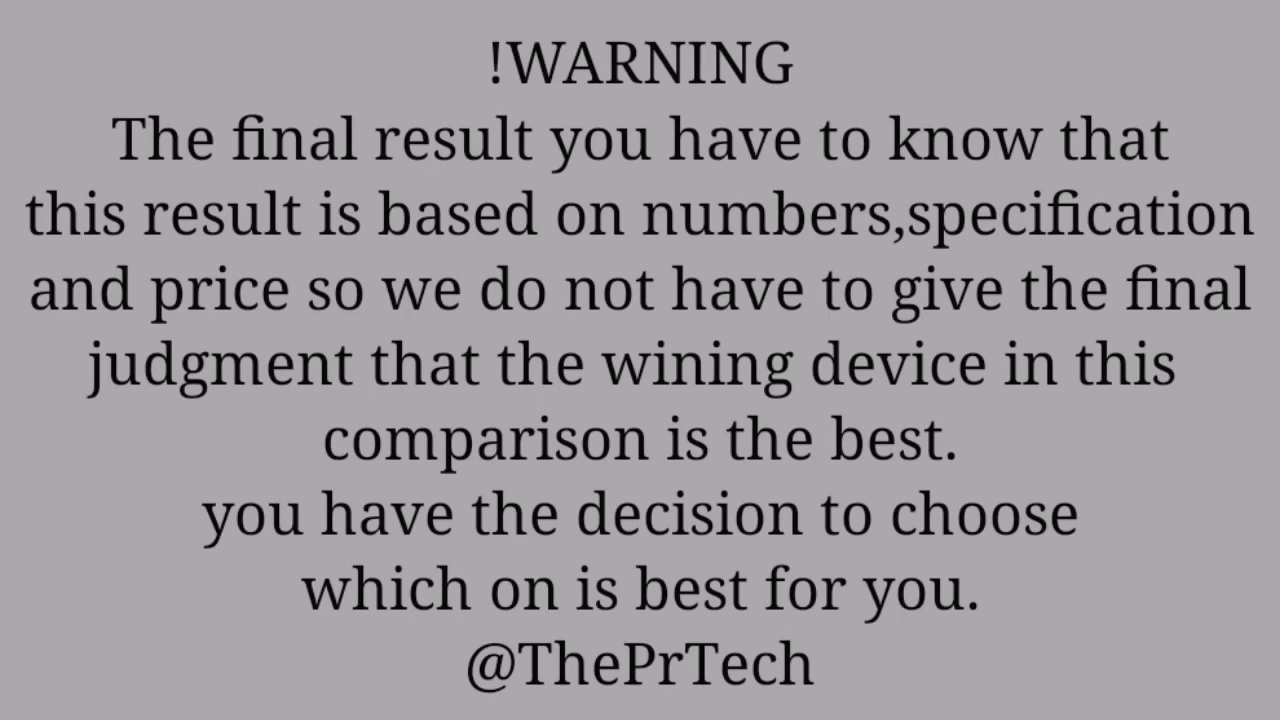 !WARNING
The final result you have to know that
this result is based on numbers,specification
and price so we do not have to give the final
judgment that the wining device in this
comparison is the best.
you have the decision to choose
which on is best for you.
@ThePrTech